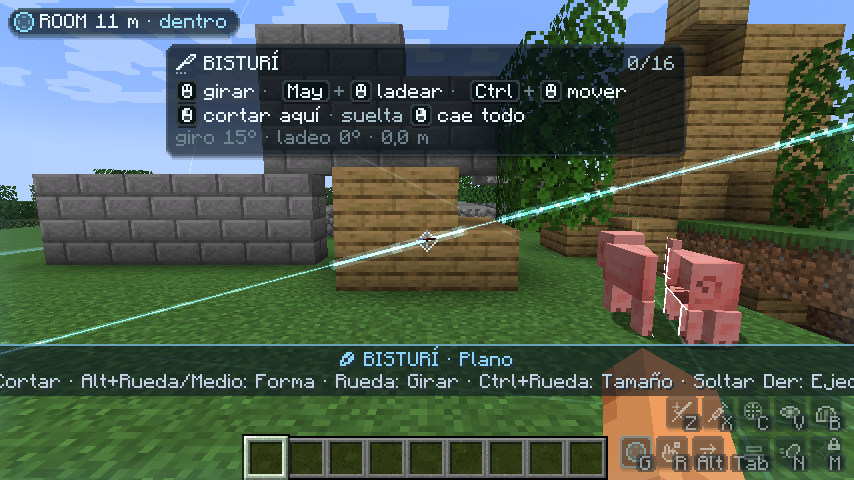 ROOM 11 m · dentro
BISTURÍ 0/16
girar · May + ladear · Ctrl + mover
cortar aquí · suelta cae todo
giro 15° · ladeo 0° · 0,0 m
BISTURÍ · Plano
Cortar · Alt+Rueda/Medio: Forma · Rueda: Girar · Ctrl+Rueda: Tamaño · Soltar Der: Ejec
Z X C V B
G R Alt Tab N M